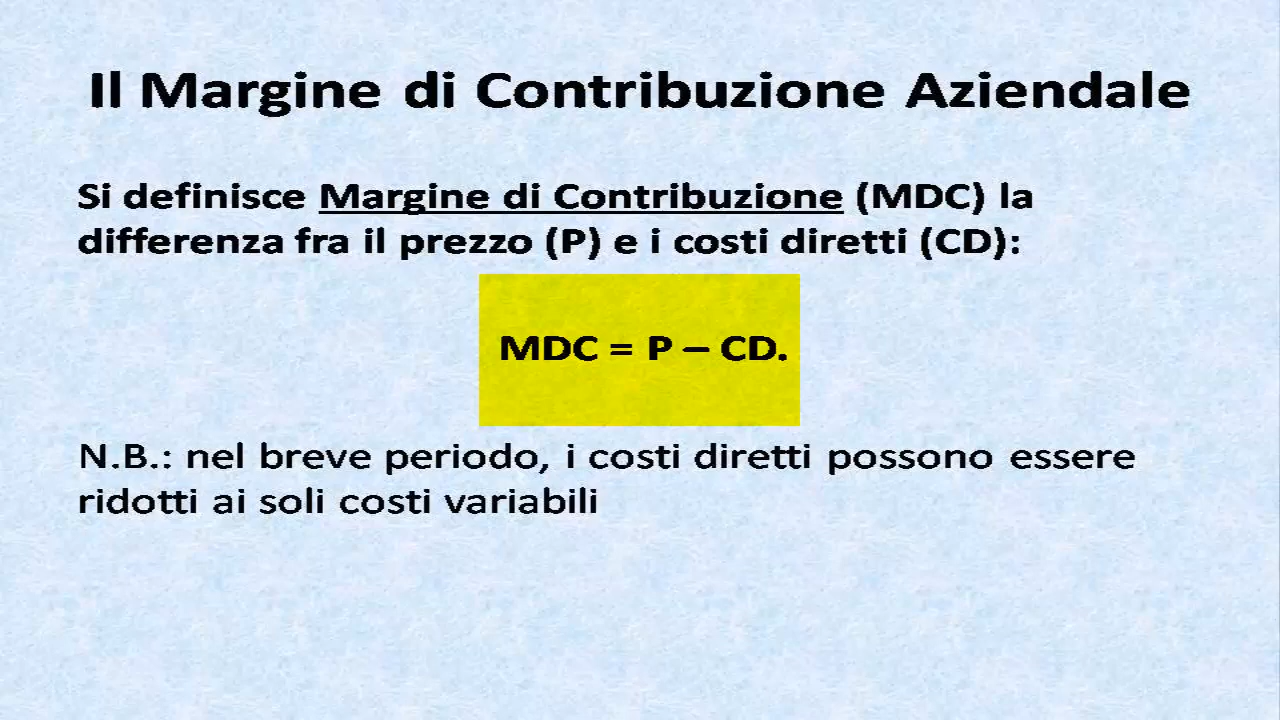 Il Margine di Contribuzione Aziendale
Si definisce Margine di Contribuzione (MDC) la
differenza fra il prezzo (P) e i costi diretti (CD):
MDC = P – CD.
N.B.: nel breve periodo, i costi diretti possono essere
ridotti ai soli costi variabili